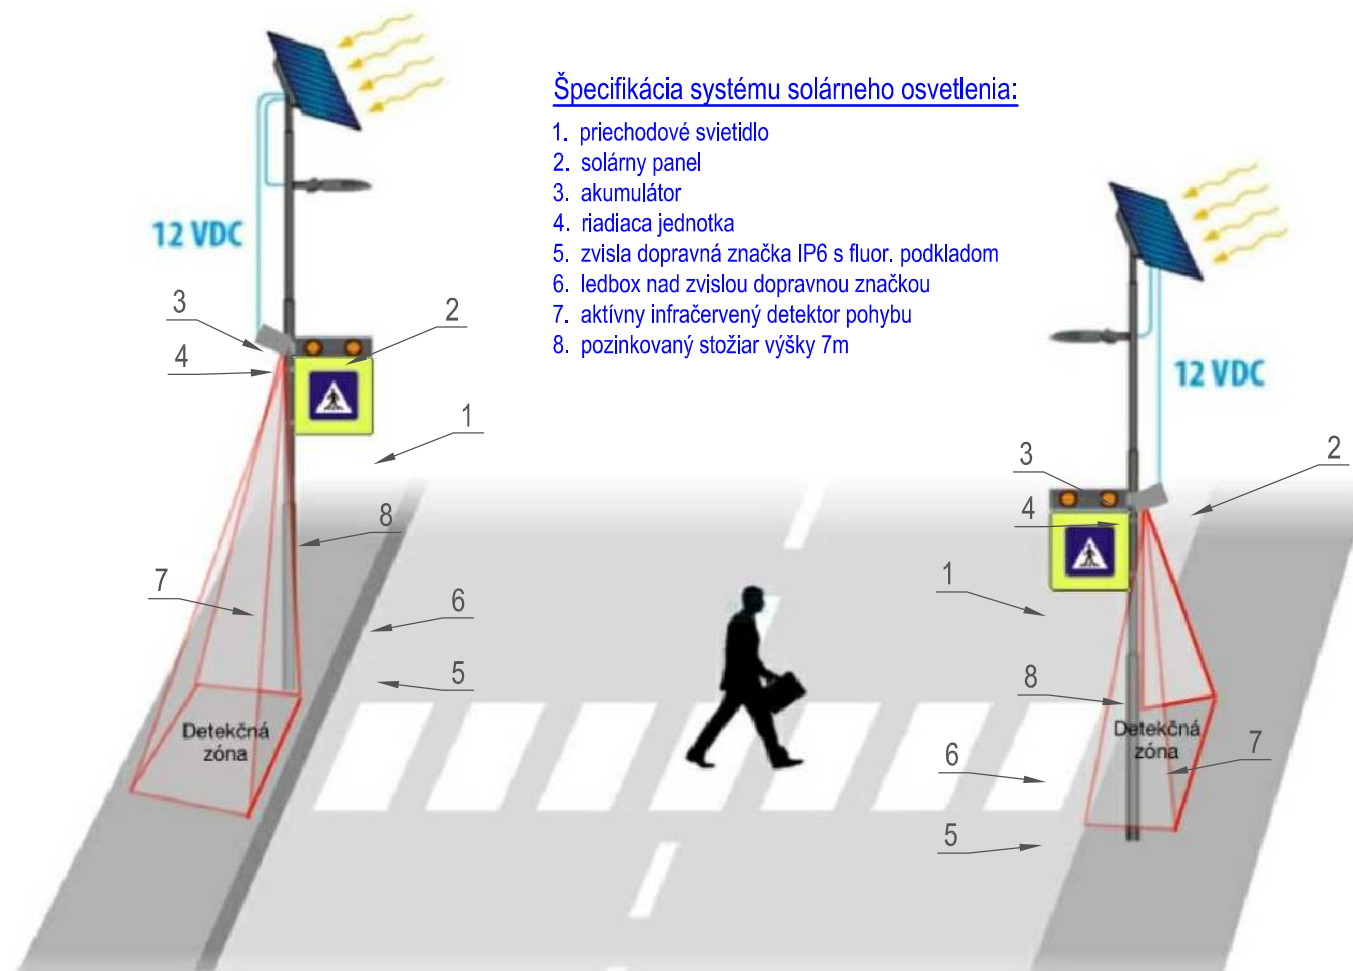 Špecifikácia systému solárneho osvetlenia:
1. priechodové svietidlo
2. solárny panel
3. akumulátor
4. riadiaca jednotka
5. zvisla dopravná značka IP6 s fluor. podkladom
6. ledbox nad zvislou dopravnou značkou
7. aktívny infračervený detektor pohybu
8. pozinkovaný stožiar výšky 7m
12 VDC
3
2
4
1
8
7
6
5
Detekčná
zóna
12 VDC
2
3
4
1
8
Detekčná
zóna
7
6
5